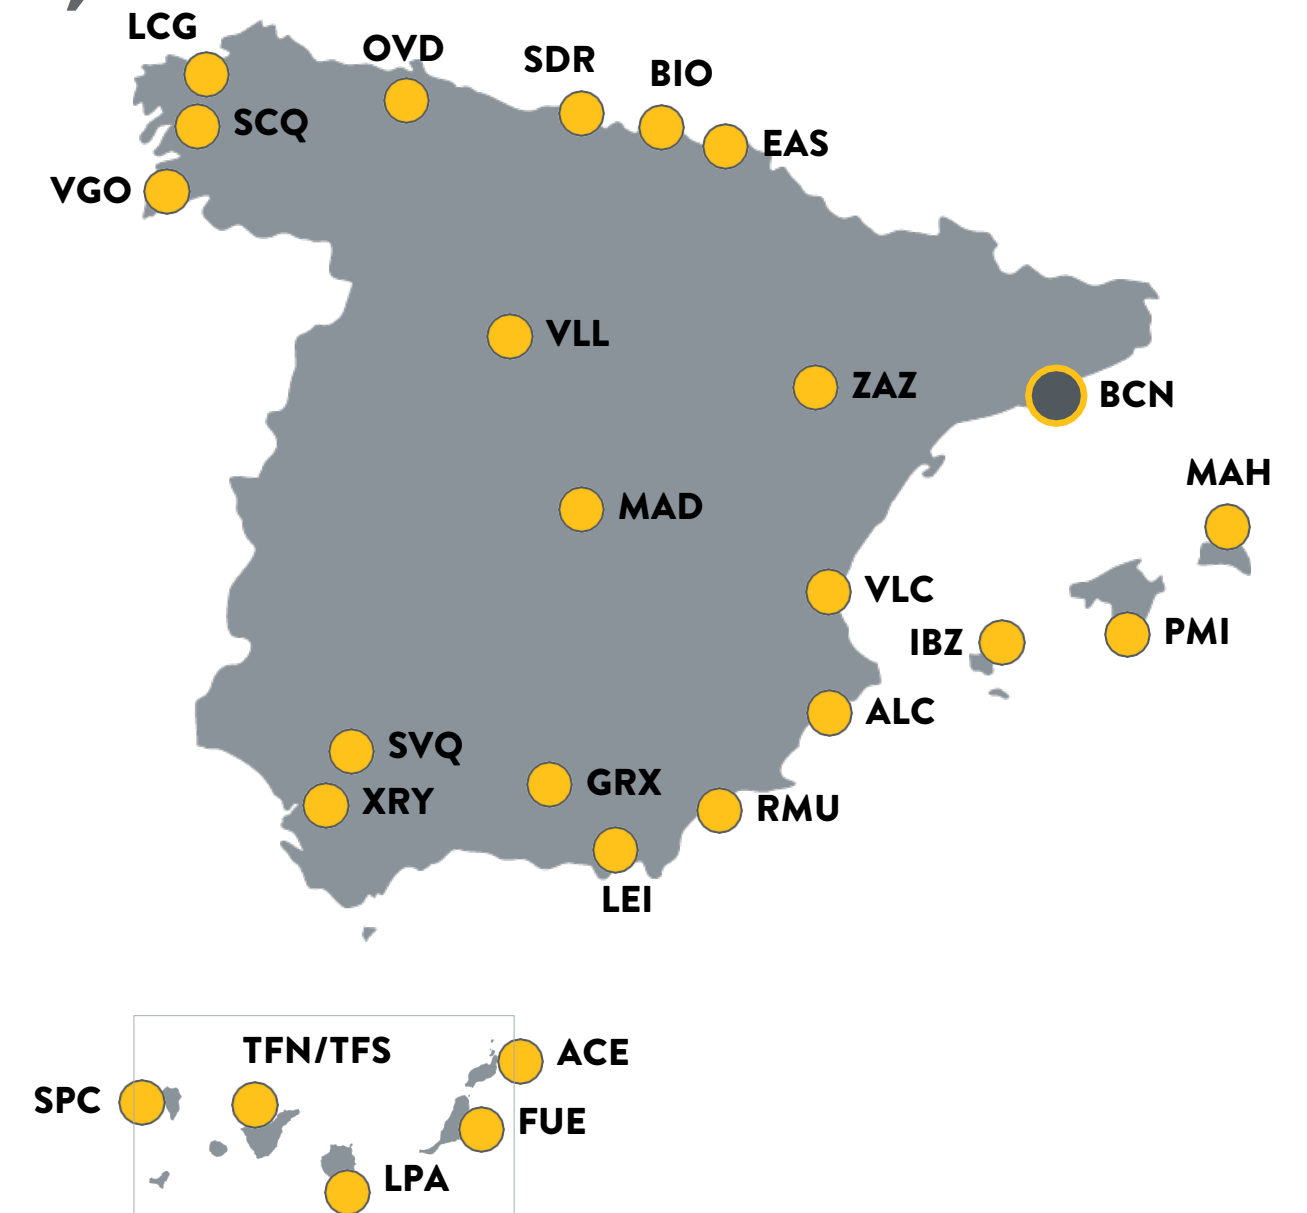 LCG
OVD
SDR
BIO
SCQ
EAS
VGO
VLL
ZAZ
BCN
MAH
MAD
VLC
IBZ
PMI
ALC
SVQ
GRX
XRY
RMU
LEI
TFN/TFS
ACE
SPC
FUE
LPA